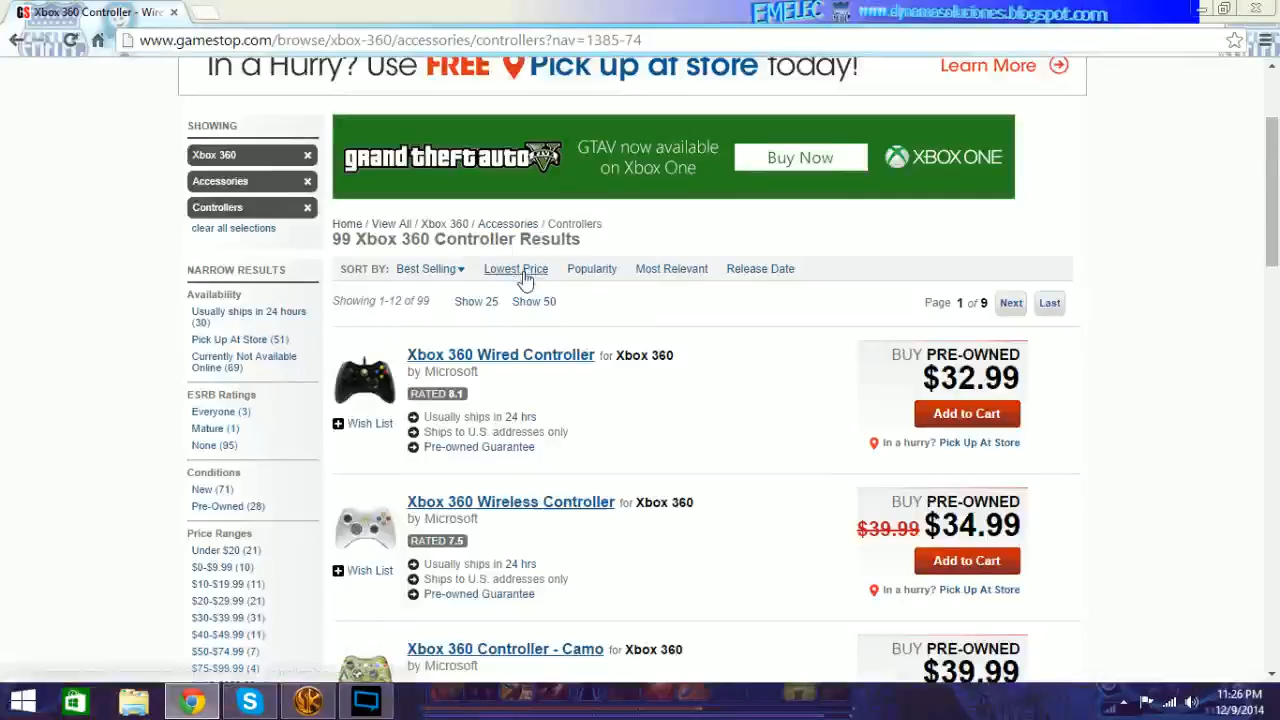 Xbox 360 Controller - Wire
EMELEC
www.dynamasoluciones.blogspot.com
www.gamestop.com/browse/xbox-360/accessories/controllers?nav=1385-74
In a Hurry? Use FREE Pick up at store today!
Learn More
SHOWING
Xbox 360 ×
Accessories ×
Controllers ×
clear all selections
grand theft auto V
GTAV now available
on Xbox One
Buy Now
XBOX ONE
Home / View All / Xbox 360 / Accessories / Controllers
99 Xbox 360 Controller Results
SORT BY: Best Selling Lowest Price Popularity Most Relevant Release Date
Showing 1-12 of 99 Show 25 Show 50
Page 1 of 9 Next Last
NARROW RESULTS
Availability
Usually ships in 24 hours
(30)
Pick Up At Store (51)
Currently Not Available
Online (69)
ESRB Ratings
Everyone (3)
Mature (1)
None (95)
Conditions
New (71)
Pre-Owned (28)
Price Ranges
Under $20 (21)
$0-$9.99 (10)
$10-$19.99 (11)
$20-$29.99 (21)
$30-$39.99 (31)
$40-$49.99 (11)
$50-$74.99 (7)
$75-$99.99 (4)
Xbox 360 Wired Controller for Xbox 360
by Microsoft
RATED 8.1
Wish List
Usually ships in 24 hrs
Ships to U.S. addresses only
Pre-owned Guarantee
BUY PRE-OWNED
$32.99
Add to Cart
In a hurry? Pick Up At Store
Xbox 360 Wireless Controller for Xbox 360
by Microsoft
RATED 7.5
Wish List
Usually ships in 24 hrs
Ships to U.S. addresses only
Pre-owned Guarantee
BUY PRE-OWNED
$39.99 $34.99
Add to Cart
In a hurry? Pick Up At Store
Xbox 360 Controller - Camo for Xbox 360
by Microsoft
BUY PRE-OWNED
$39.99
11:26 PM
12/9/2014